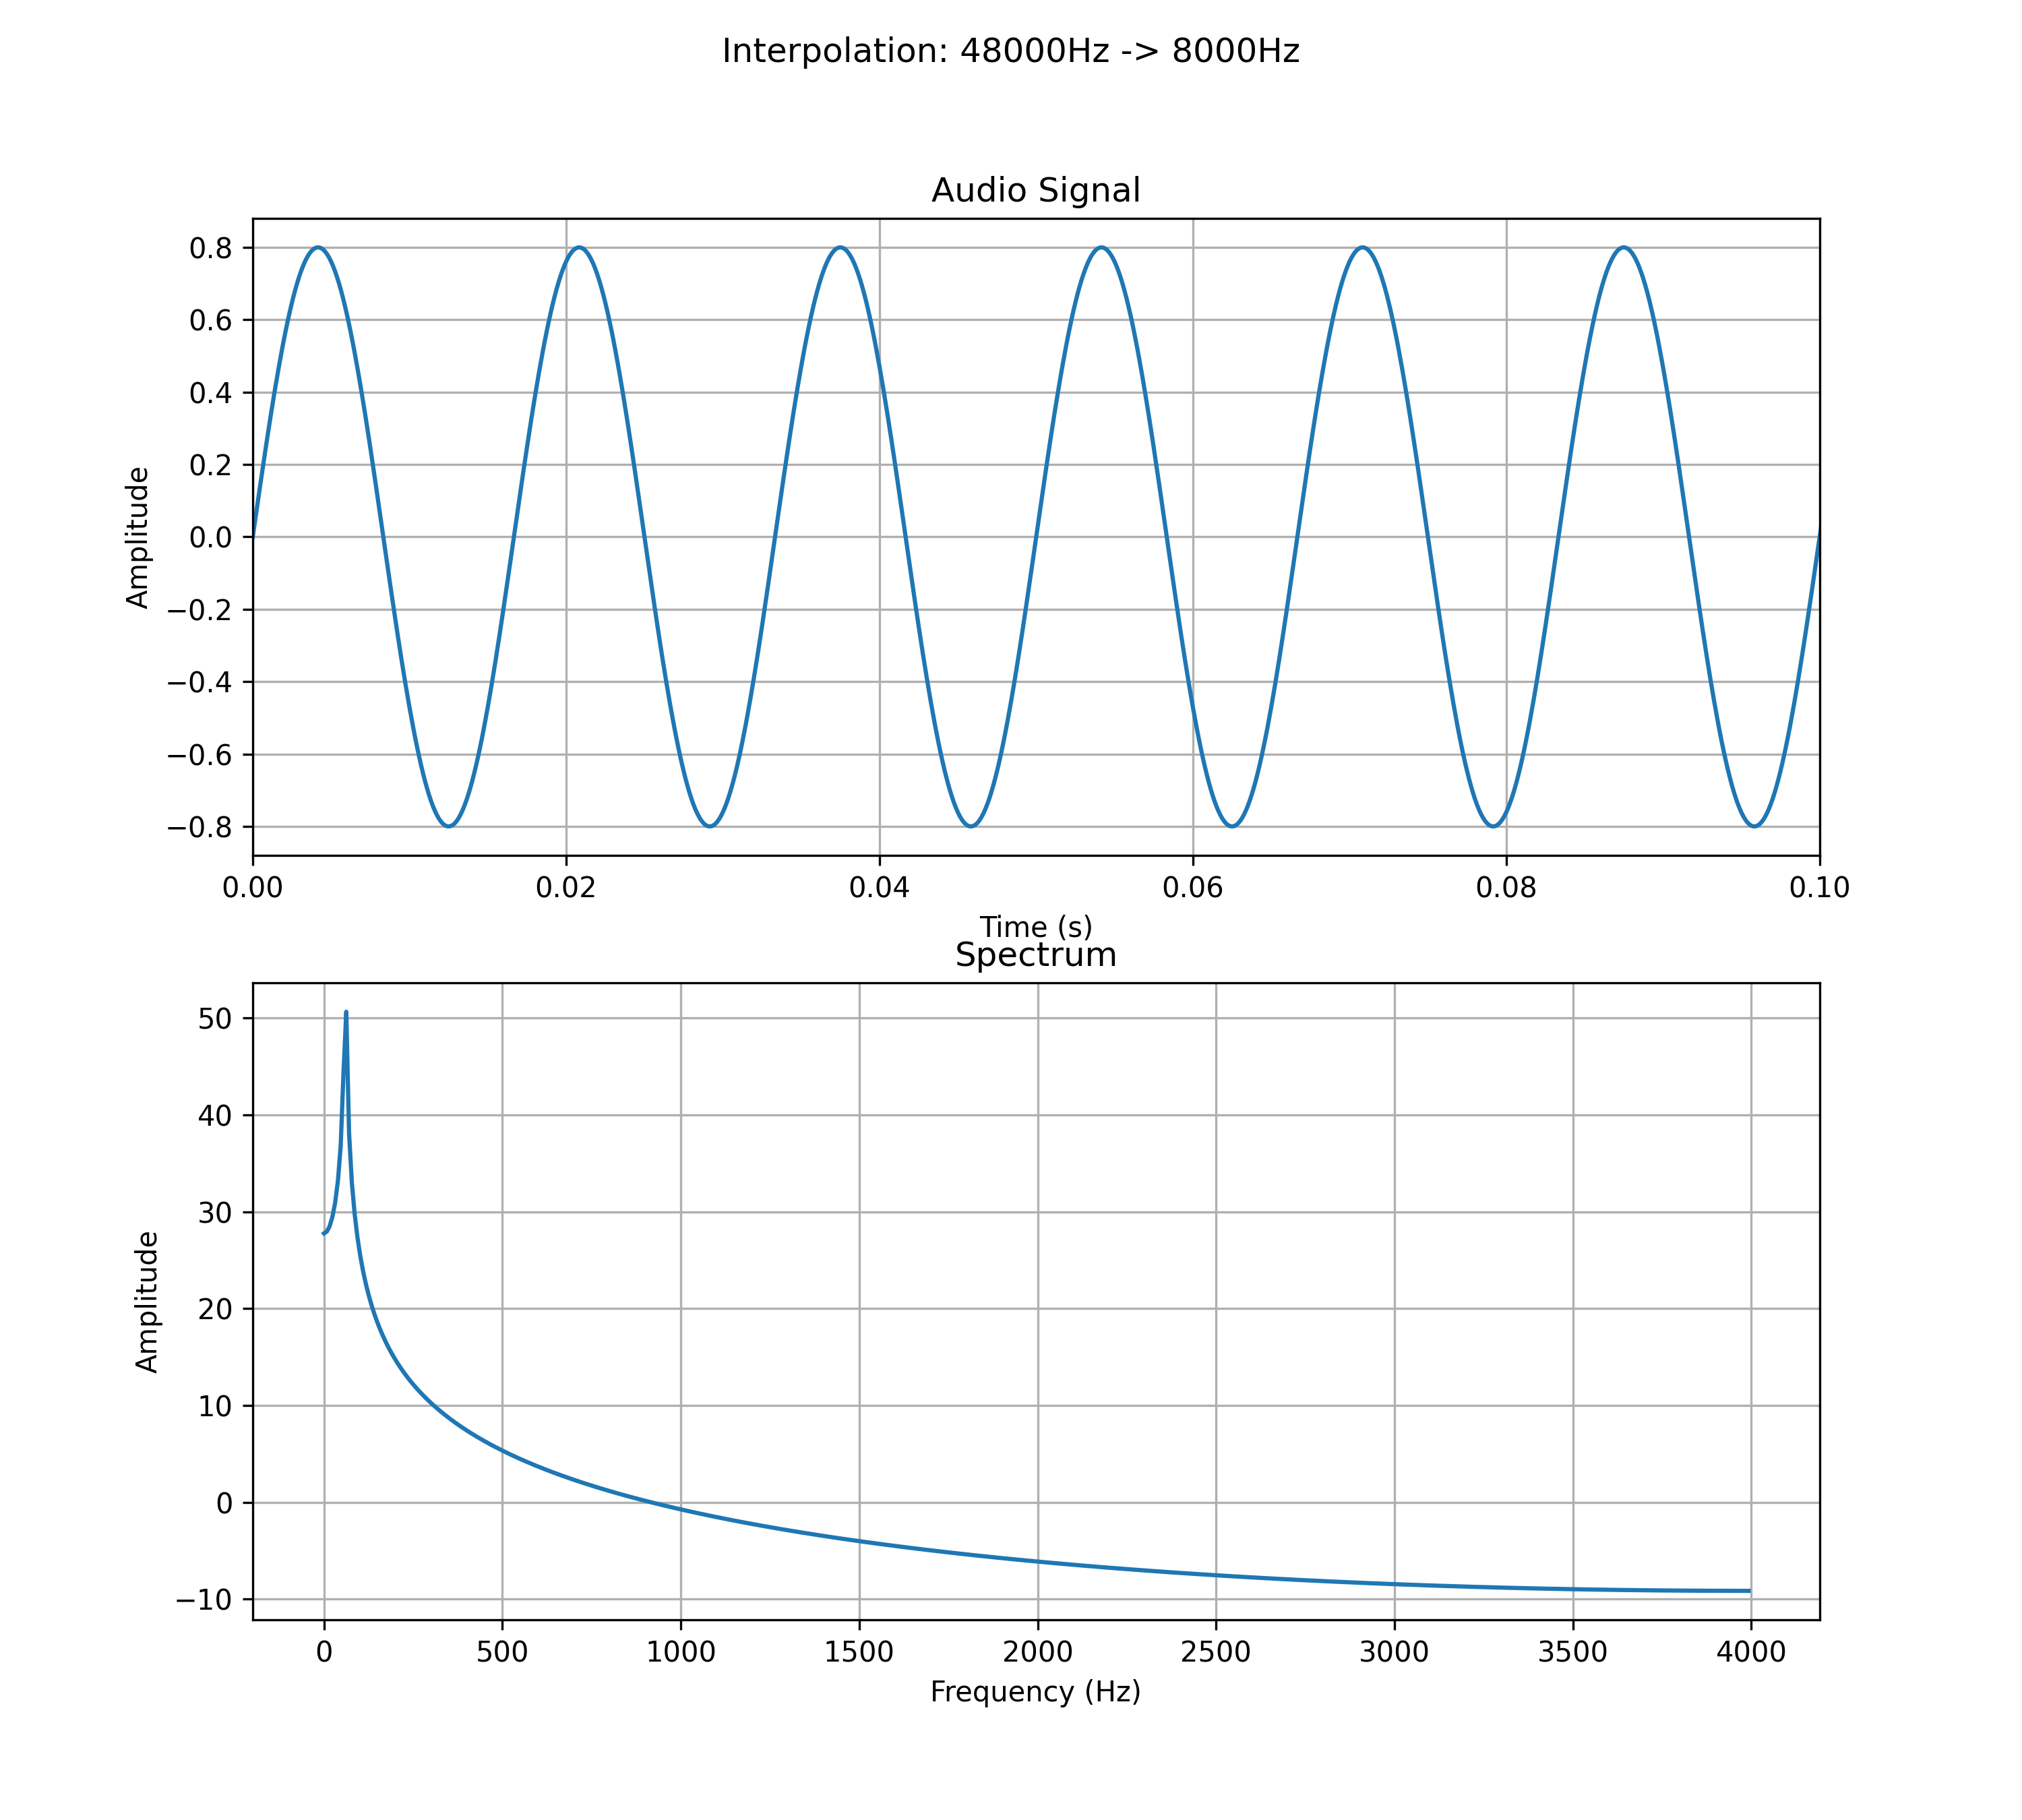 Interpolation: 48000Hz -> 8000Hz
Audio Signal
Amplitude
0.8
0.6
0.4
0.2
0.0
−0.2
−0.4
−0.6
−0.8
0.00 0.02 0.04 0.06 0.08 0.10
Time (s)
Spectrum
Amplitude
50
40
30
20
10
0
−10
0 500 1000 1500 2000 2500 3000 3500 4000
Frequency (Hz)